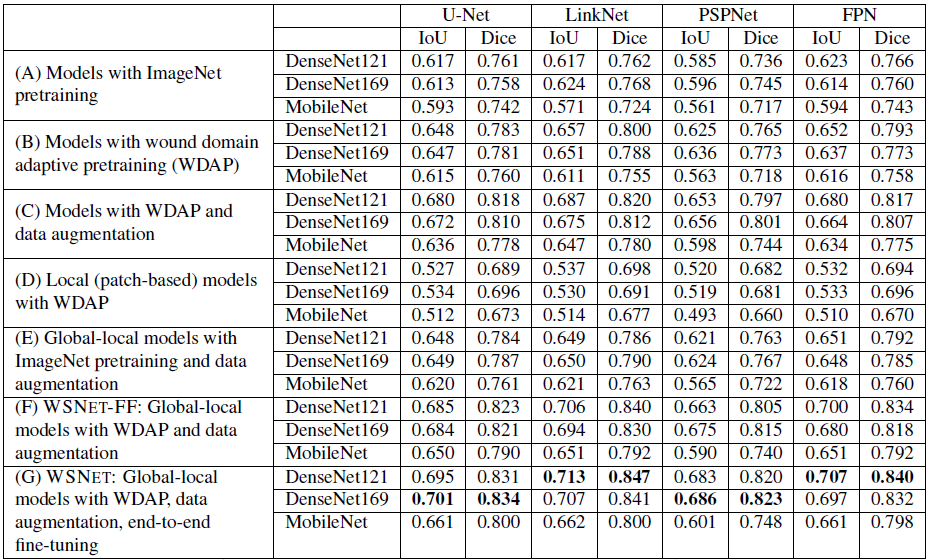 U-Net LinkNet PSPNet FPN
IoU Dice IoU Dice IoU Dice IoU Dice
(A) Models with ImageNet pretraining
DenseNet121 0.617 0.761 0.617 0.762 0.585 0.736 0.623 0.766
DenseNet169 0.613 0.758 0.624 0.768 0.596 0.745 0.614 0.760
MobileNet 0.593 0.742 0.571 0.724 0.561 0.717 0.594 0.743
(B) Models with wound domain adaptive pretraining (WDAP)
DenseNet121 0.648 0.783 0.657 0.800 0.625 0.765 0.652 0.793
DenseNet169 0.647 0.781 0.651 0.788 0.636 0.773 0.637 0.773
MobileNet 0.615 0.760 0.611 0.755 0.563 0.718 0.616 0.758
(C) Models with WDAP and data augmentation
DenseNet121 0.680 0.818 0.687 0.820 0.653 0.797 0.680 0.817
DenseNet169 0.672 0.810 0.675 0.812 0.656 0.801 0.664 0.807
MobileNet 0.636 0.778 0.647 0.780 0.598 0.744 0.634 0.775
(D) Local (patch-based) models with WDAP
DenseNet121 0.527 0.689 0.537 0.698 0.520 0.682 0.532 0.694
DenseNet169 0.534 0.696 0.530 0.691 0.519 0.681 0.533 0.696
MobileNet 0.512 0.673 0.514 0.677 0.493 0.660 0.510 0.670
(E) Global-local models with ImageNet pretraining and data augmentation
DenseNet121 0.648 0.784 0.649 0.786 0.621 0.763 0.651 0.792
DenseNet169 0.649 0.787 0.650 0.790 0.624 0.767 0.648 0.785
MobileNet 0.620 0.761 0.621 0.763 0.565 0.722 0.618 0.760
(F) WSNET-FF: Global-local models with WDAP and data augmentation
DenseNet121 0.685 0.823 0.706 0.840 0.663 0.805 0.700 0.834
DenseNet169 0.684 0.821 0.694 0.830 0.675 0.815 0.680 0.818
MobileNet 0.650 0.790 0.651 0.792 0.590 0.740 0.651 0.792
(G) WSNET: Global-local models with WDAP, data augmentation, end-to-end fine-tuning
DenseNet121 0.695 0.831 0.713 0.847 0.683 0.820 0.707 0.840
DenseNet169 0.701 0.834 0.707 0.841 0.686 0.823 0.697 0.832
MobileNet 0.661 0.800 0.662 0.800 0.601 0.748 0.661 0.798